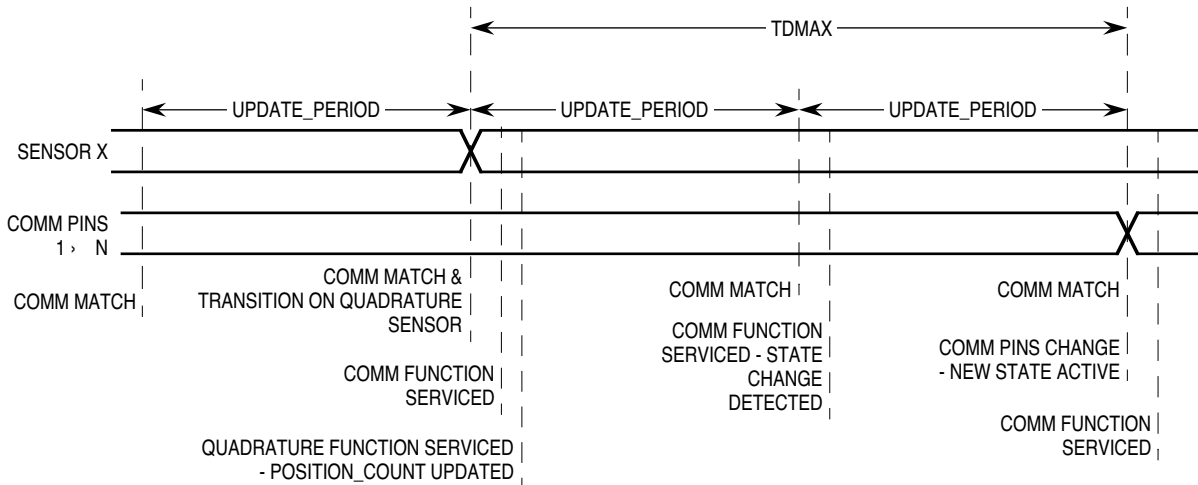 TDMAX
UPDATE_PERIOD
UPDATE_PERIOD
UPDATE_PERIOD
SENSOR X
COMM PINS
1 › N
COMM MATCH
COMM MATCH &
TRANSITION ON QUADRATURE
SENSOR
COMM FUNCTION
SERVICED
QUADRATURE FUNCTION SERVICED
- POSITION_COUNT UPDATED
COMM MATCH
COMM FUNCTION
SERVICED - STATE
CHANGE
DETECTED
COMM MATCH
COMM PINS CHANGE
- NEW STATE ACTIVE
COMM FUNCTION
SERVICED